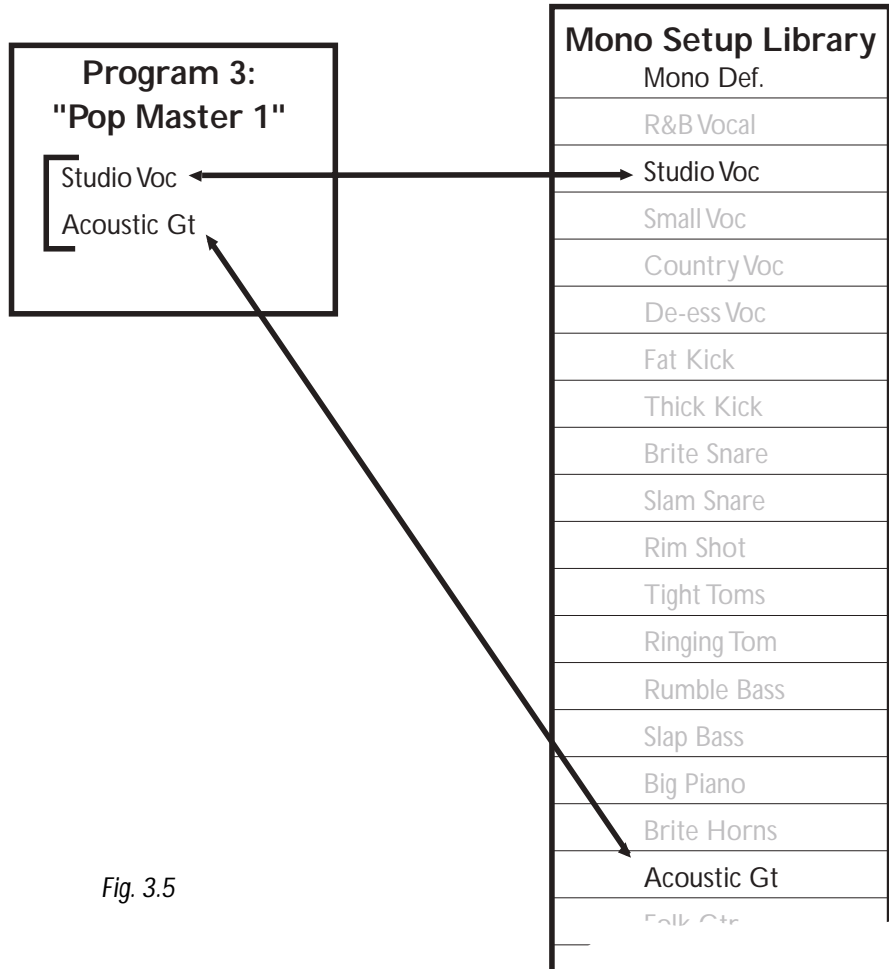 Program 3:
"Pop Master 1"
Studio Voc
Acoustic Gt
Mono Setup Library
Mono Def.
R&B Vocal
Studio Voc
Small Voc
Country Voc
De-ess Voc
Fat Kick
Thick Kick
Brite Snare
Slam Snare
Rim Shot
Tight Toms
Ringing Tom
Rumble Bass
Slap Bass
Big Piano
Brite Horns
Acoustic Gt
Folk Gtr
Fig. 3.5